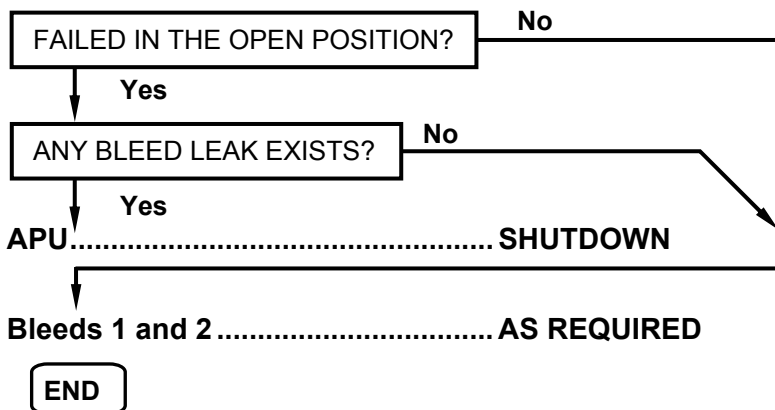 FAILED IN THE OPEN POSITION? No
Yes
ANY BLEED LEAK EXISTS? No
Yes
APU.................................................. SHUTDOWN
Bleeds 1 and 2 ................................. AS REQUIRED
END